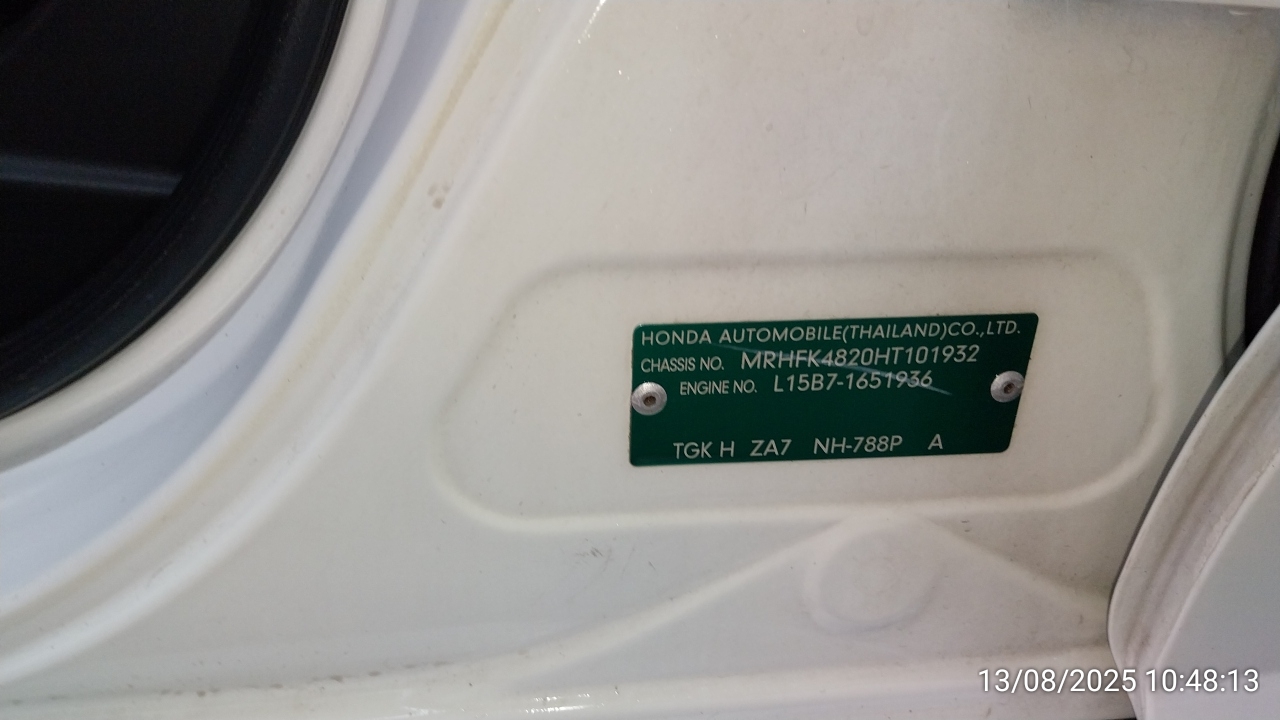 HONDA AUTOMOBILE(THAILAND)CO.,LTD.
CHASSIS NO. MRHFK4820HT101932
ENGINE NO. L15B7-1651936
TGK H ZA7 NH-788P A
13/08/2025 10:48:13